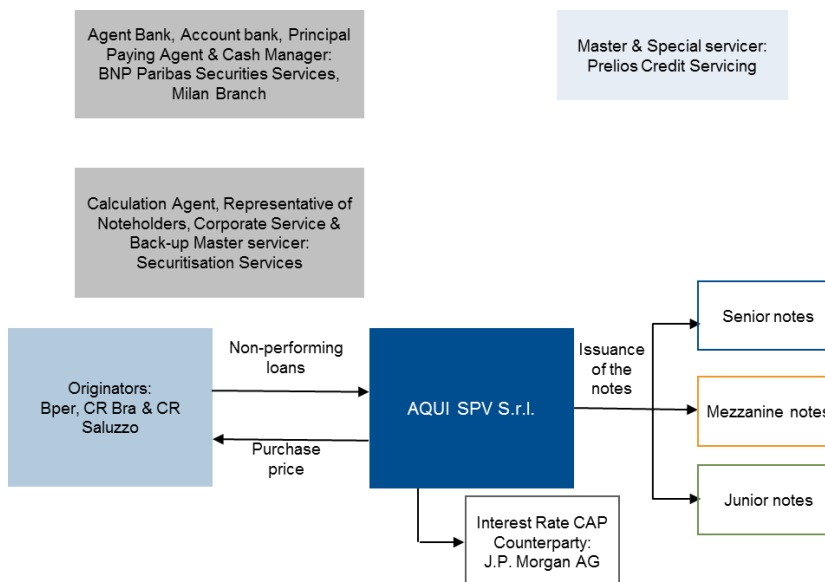 Agent Bank, Account bank, Principal
Paying Agent & Cash Manager:
BNP Paribas Securities Services,
Milan Branch
Master & Special servicer:
Prelios Credit Servicing
Calculation Agent, Representative of
Noteholders, Corporate Service &
Back-up Master servicer:
Securitisation Services
Originators:
Bper, CR Bra & CR
Saluzzo
Non-performing
loans
Purchase
price
AQUI SPV S.r.l.
Issuance
of the
notes
Senior notes
Mezzanine notes
Junior notes
Interest Rate CAP
Counterparty:
J.P. Morgan AG